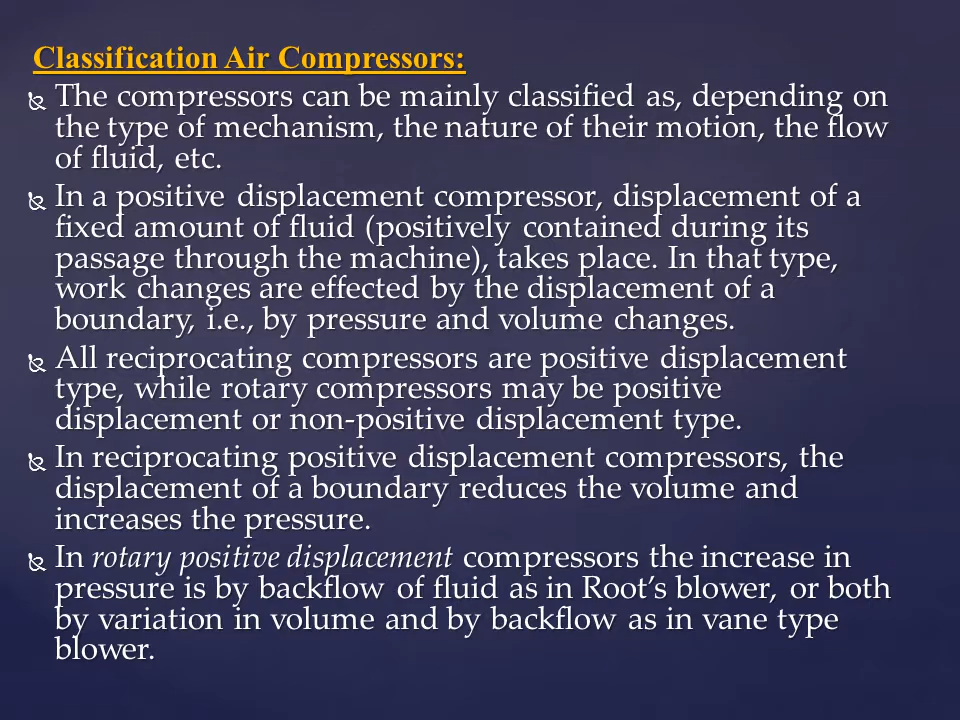 Classification Air Compressors:
The compressors can be mainly classified as, depending on
the type of mechanism, the nature of their motion, the flow
of fluid, etc.
In a positive displacement compressor, displacement of a
fixed amount of fluid (positively contained during its
passage through the machine), takes place. In that type,
work changes are effected by the displacement of a
boundary, i.e., by pressure and volume changes.
All reciprocating compressors are positive displacement
type, while rotary compressors may be positive
displacement or non-positive displacement type.
In reciprocating positive displacement compressors, the
displacement of a boundary reduces the volume and
increases the pressure.
In rotary positive displacement compressors the increase in
pressure is by backflow of fluid as in Root’s blower, or both
by variation in volume and by backflow as in vane type
blower.